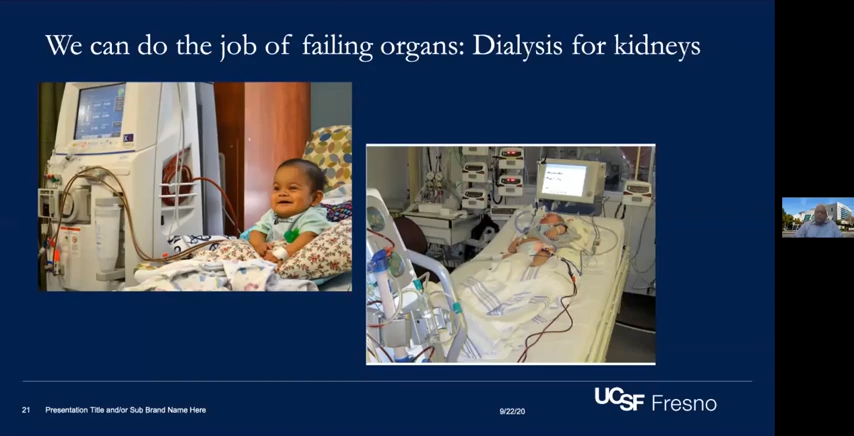 We can do the job of failing organs: Dialysis for kidneys
21 Presentation Title and/or Sub Brand Name Here
9/22/20
UCSF Fresno